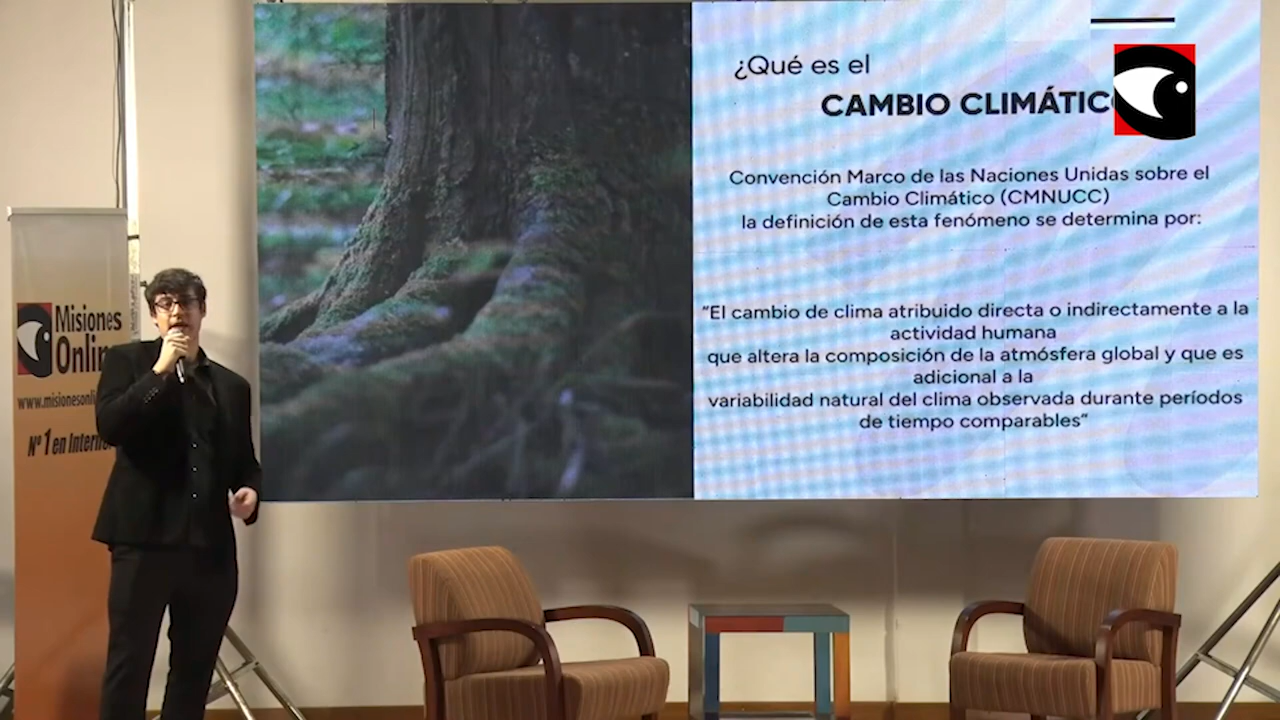 ¿Qué es el
CAMBIO CLIMÁTIC
Convención Marco de las Naciones Unidas sobre el
Cambio Climático (CMNUCC)
la definición de esta fenómeno se determina por:
“El cambio de clima atribuido directa o indirectamente a la
actividad humana
que altera la composición de la atmósfera global y que es
adicional a la
variabilidad natural del clima observada durante períodos
de tiempo comparables”
Misiones
Onlin
www.misionesonli
Nº 1 en Interne